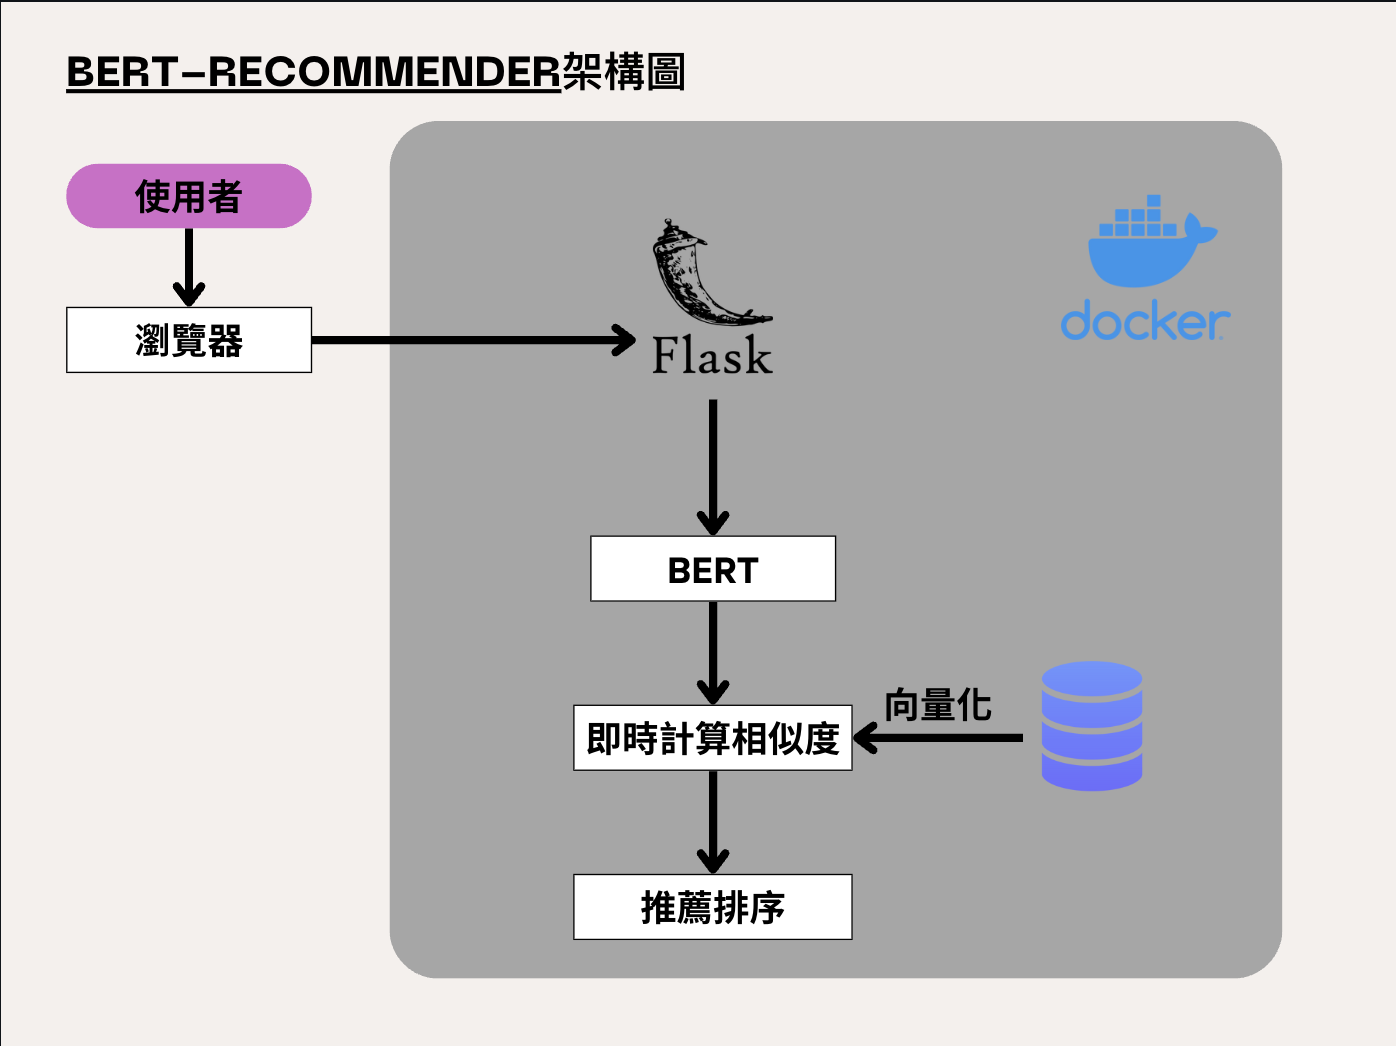 BERT–RECOMMENDER架構圖
使用者
瀏覽器
Flask
docker
BERT
即時計算相似度
向量化
推薦排序